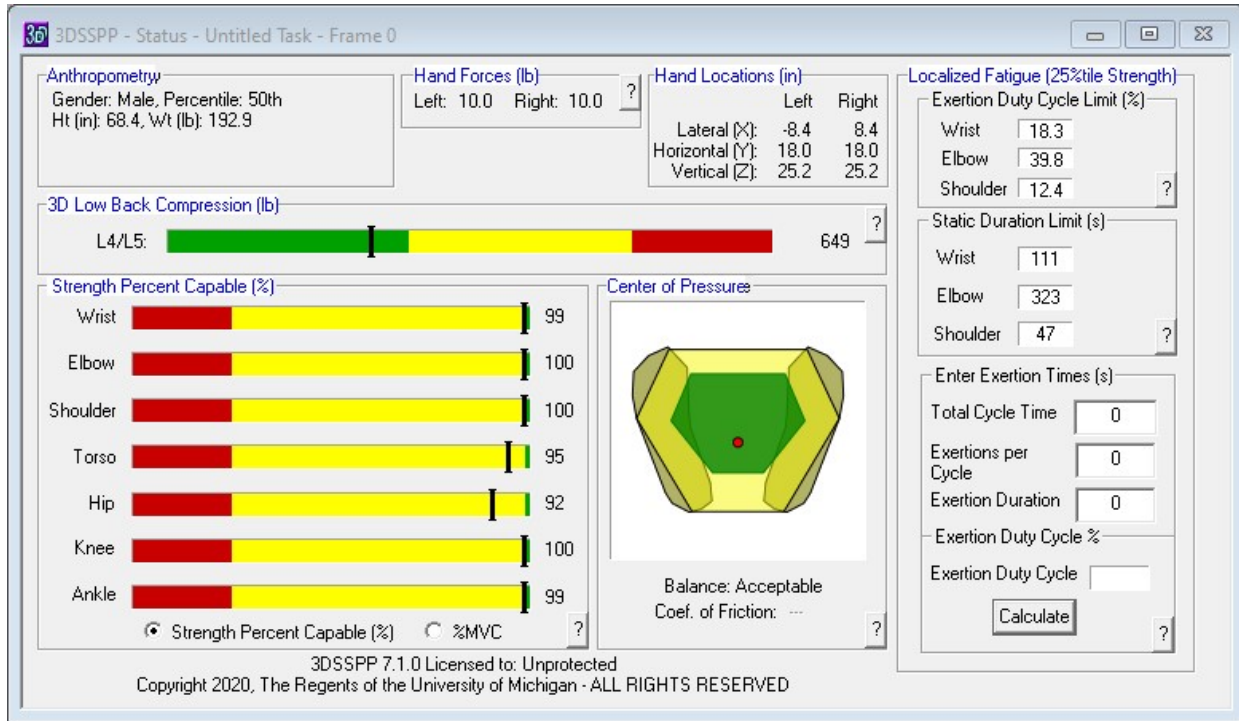 3DSSPP - Status - Untitled Task - Frame 0
Anthropometry
Gender: Male, Percentile: 50th
Ht (in): 68.4, Wt (lb): 192.9
Hand Forces (lb)
Left: 10.0 Right: 10.0
?
Hand Locations (in)
Left Right
Lateral (X): -8.4 8.4
Horizontal (Y): 18.0 18.0
Vertical (Z): 25.2 25.2
3D Low Back Compression (lb)
L4/L5: 649
?
Strength Percent Capable (%)
Wrist 99
Elbow 100
Shoulder 100
Torso 95
Hip 92
Knee 100
Ankle 99
Strength Percent Capable (%) %MVC ?
Center of Pressure
Balance: Acceptable
Coef. of Friction: ---
?
Localized Fatigue (25%tile Strength)
Exertion Duty Cycle Limit (%)
Wrist 18.3
Elbow 39.8
Shoulder 12.4 ?
Static Duration Limit (s)
Wrist 111
Elbow 323
Shoulder 47 ?
Enter Exertion Times (s)
Total Cycle Time 0
Exertions per
Cycle 0
Exertion Duration 0
Exertion Duty Cycle %
Exertion Duty Cycle
Calculate ?
3DSSPP 7.1.0 Licensed to: Unprotected
Copyright 2020, The Regents of the University of Michigan - ALL RIGHTS RESERVED